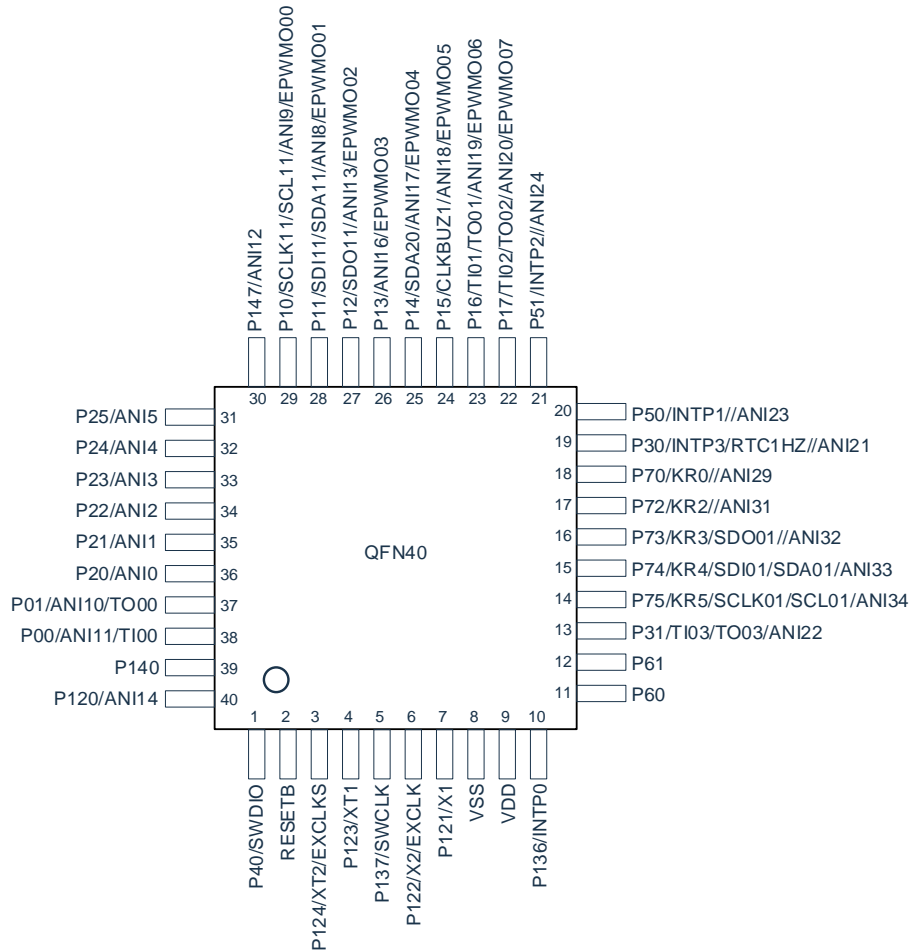 P147/ANI12
P10/SCLK11/SCL11/ANI9/EPWMO00
P11/SDI11/SDA11/ANI8/EPWMO01
P12/SDO11/ANI13/EPWMO02
P13/ANI16/EPWMO03
P14/SDA20/ANI17/EPWMO04
P15/CLKBUZ1/ANI18/EPWMO05
P16/TI01/TO01/ANI19/EPWMO06
P17/TI02/TO02/ANI20/EPWMO07
P51/INTP2//ANI24
30 29 28 27 26 25 24 23 22 21
P25/ANI5 31
P24/ANI4 32
P23/ANI3 33
P22/ANI2 34
P21/ANI1 35
P20/ANI0 36
P01/ANI10/TO00 37
P00/ANI11/TI00 38
P140 39
P120/ANI14 40
QFN40
20 P50/INTP1//ANI23
19 P30/INTP3/RTC1HZ//ANI21
18 P70/KR0//ANI29
17 P72/KR2//ANI31
16 P73/KR3/SDO01//ANI32
15 P74/KR4/SDI01/SDA01/ANI33
14 P75/KR5/SCLK01/SCL01/ANI34
13 P31/TI03/TO03/ANI22
12 P61
11 P60
1 2 3 4 5 6 7 8 9 10
P40/SWDIO
RESETB
P124/XT2/EXCLKS
P123/XT1
P137/SWCLK
P122/X2/EXCLK
P121/X1
VSS
VDD
P136/INTP0